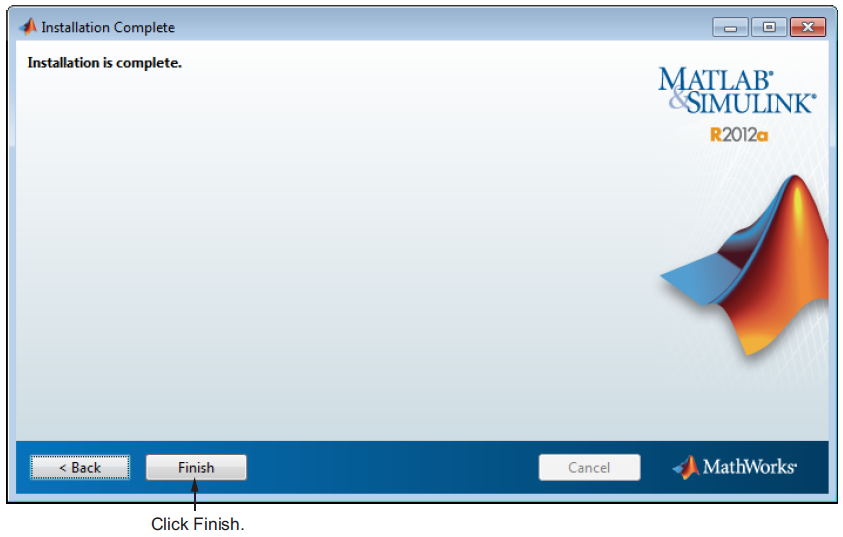 Installation Complete
Installation is complete.
MATLAB®
&SIMULINK®
R2012a
< Back
Finish
Cancel
MathWorks®
Click Finish.